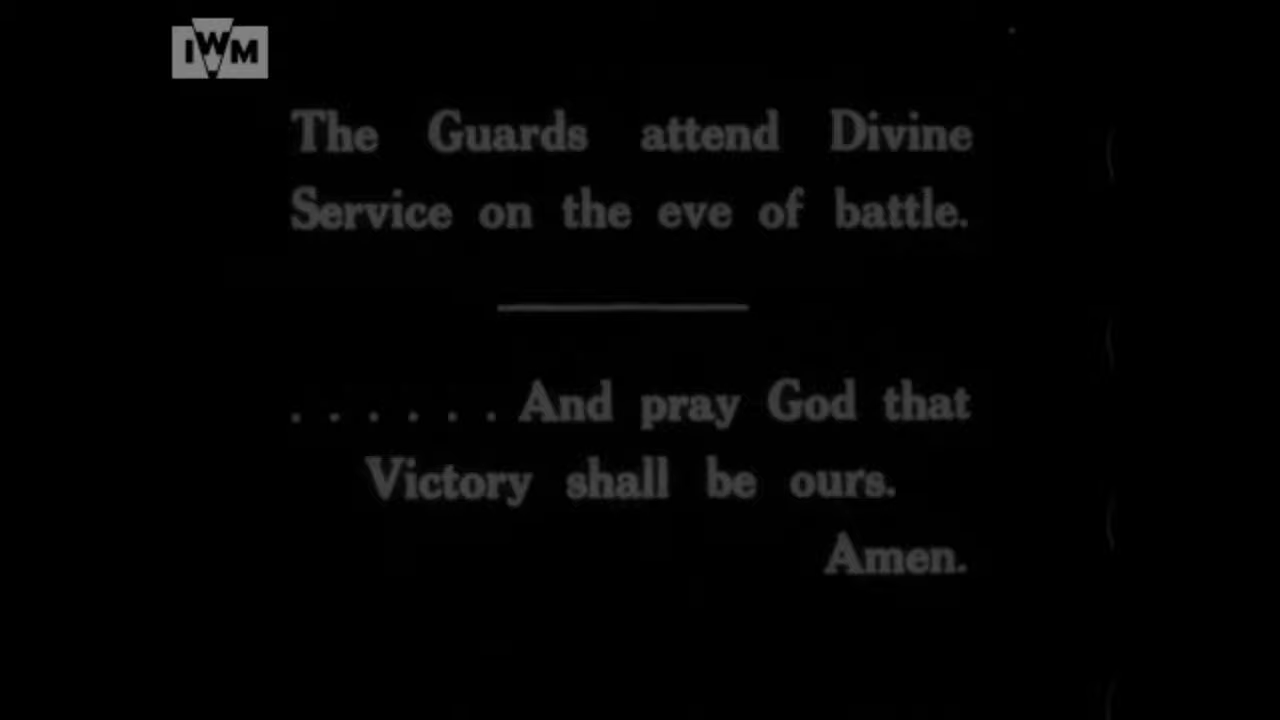 IWM
The Guards attend Divine
Service on the eve of battle.
. . . . . . And pray God that
Victory shall be ours.
Amen.